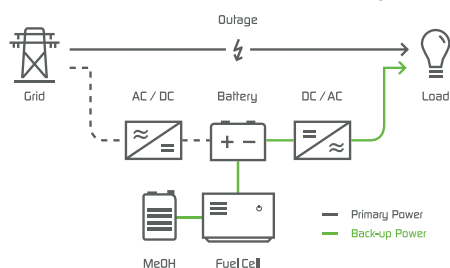 Outage
Grid
AC / DC
Battery
DC / AC
Load
MeOH
Fuel Cell
Primary Power
Back-up Power